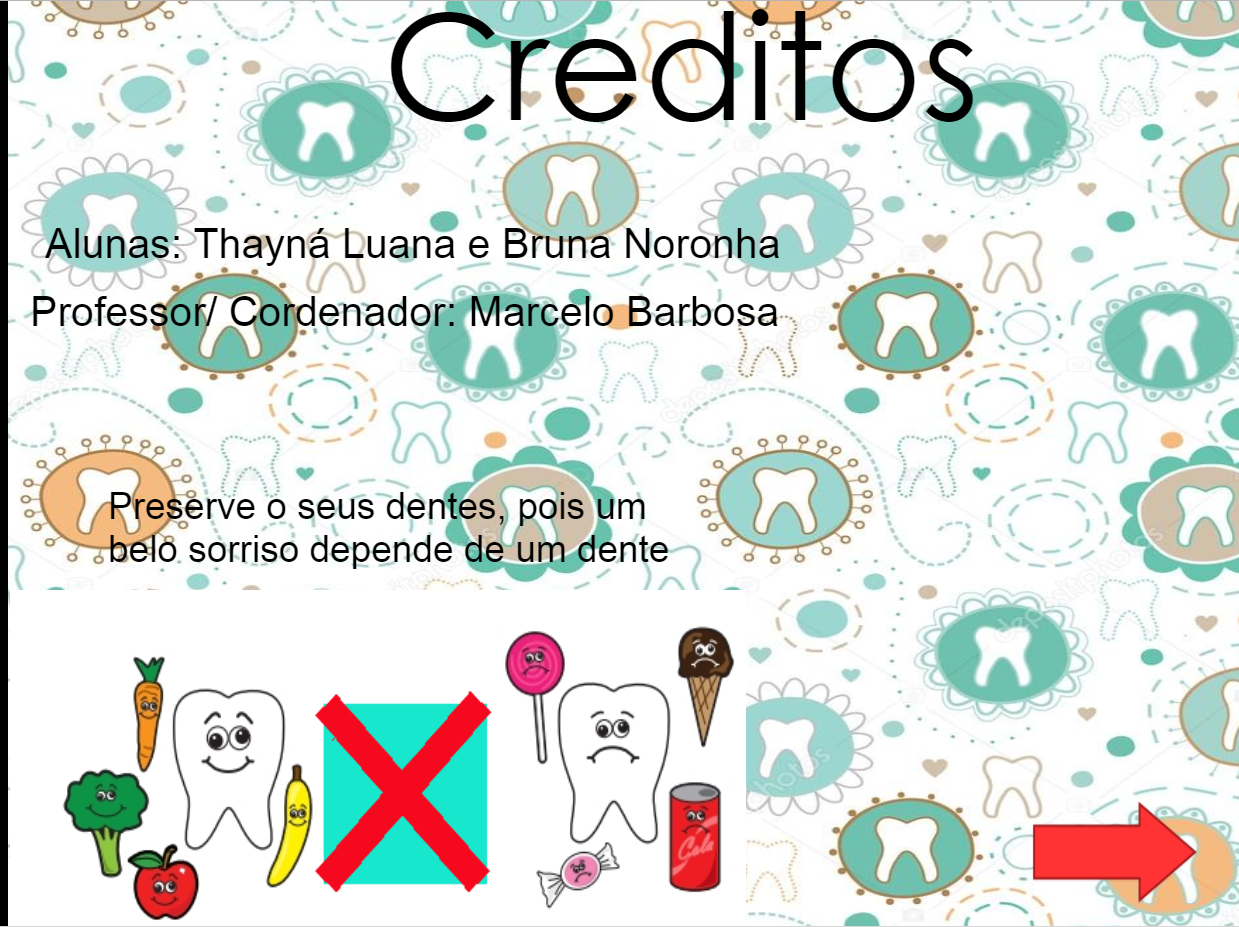 Creditos
Alunas: Thayná Luana e Bruna Noronha
Professor/ Cordenador: Marcelo Barbosa
Preserve o seus dentes, pois um
belo sorriso depende de um dente
Cola